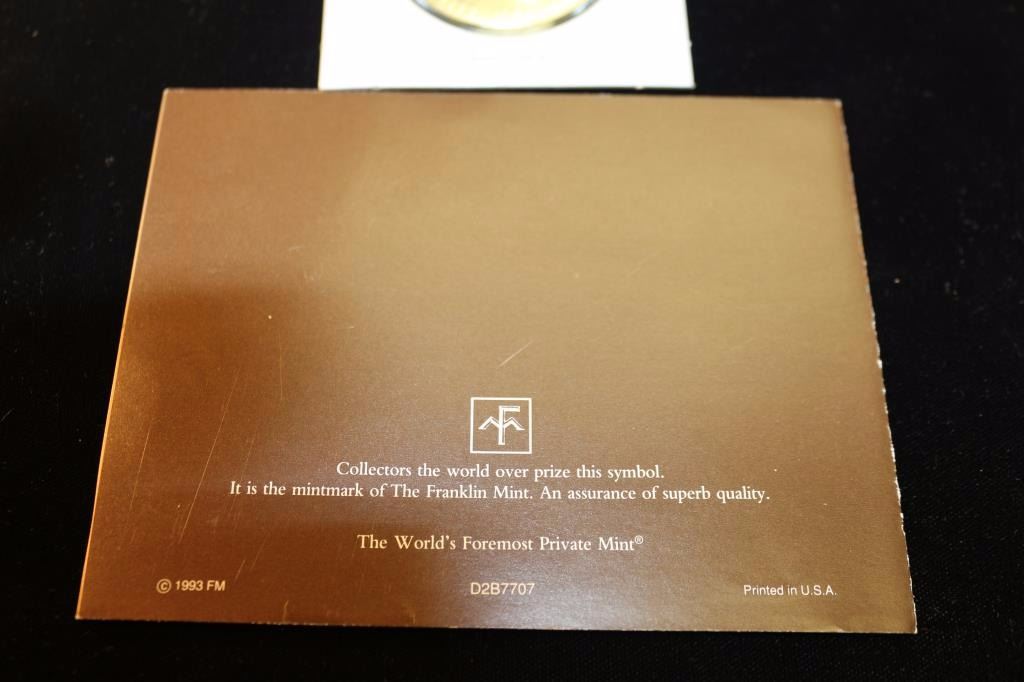 FM
Collectors the world over prize this symbol.
It is the mintmark of The Franklin Mint. An assurance of superb quality.
The World's Foremost Private Mint®
© 1993 FM D2B7707 Printed in U.S.A.